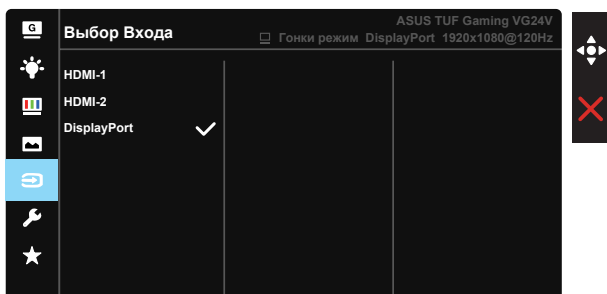 G
ASUS TUF Gaming VG24V
Выбор Входа
Гонки режим DisplayPort 1920x1080@120Hz
HDMI-1
HDMI-2
DisplayPort